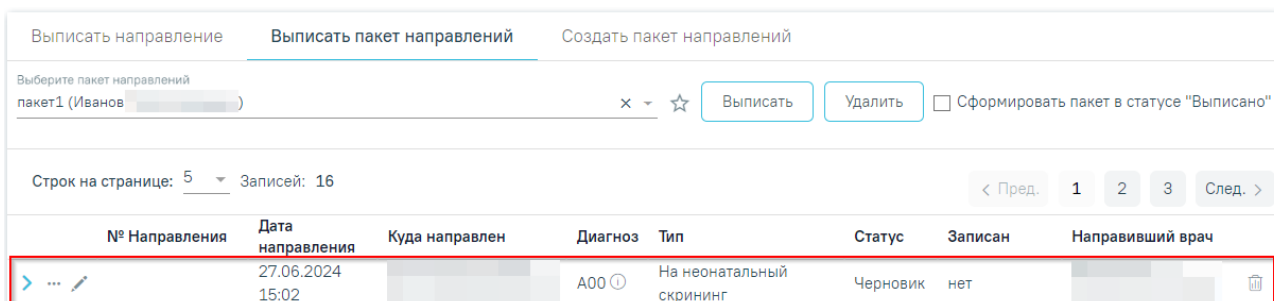 Выписать направление Выписать пакет направлений Создать пакет направлений
Выберите пакет направлений
пакет1 (Иванов )
Выписать Удалить Сформировать пакет в статусе "Выписано"
Строк на странице: 5 Записей: 16
< Пред. 1 2 3 След. >
№ Направления Дата направления Куда направлен Диагноз Тип Статус Записан Направивший врач
27.06.2024 15:02 A00 На неонатальный скрининг Черновик нет